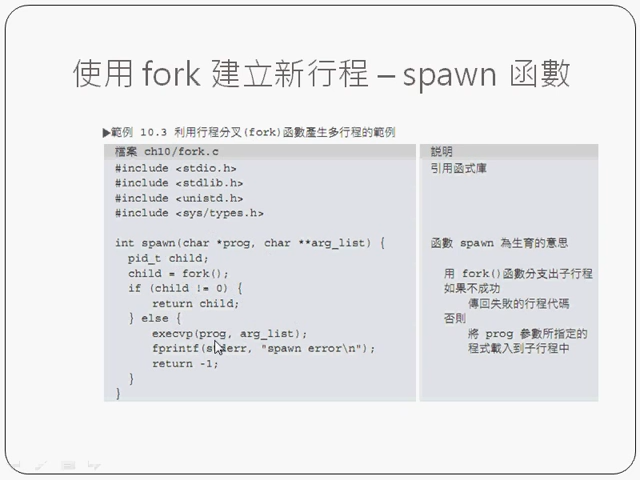 使用 fork 建立新行程 – spawn 函數
▶範例 10.3 利用行程分叉(fork)函數產生多行程的範例
檔案 ch10/fork.c
說明
#include <stdio.h>
引用函式庫
#include <stdlib.h>
#include <unistd.h>
#include <sys/types.h>
int spawn(char *prog, char **arg_list) {
函數 spawn 為生育的意思
pid_t child;
child = fork();
用 fork()函數分支出子行程
if (child != 0) {
如果不成功
return child;
傳回失敗的行程代碼
} else {
否則
execvp(prog, arg_list);
將 prog 參數所指定的
fprintf(stderr, "spawn error\n");
程式載入到子行程中
return -1;
}
}